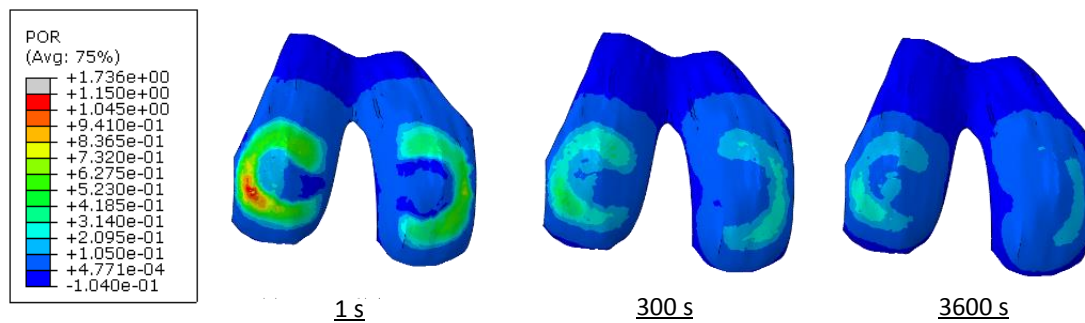 POR
(Avg: 75%)
+1.736e+00
+1.150e+00
+1.045e+00
+9.410e-01
+8.365e-01
+7.320e-01
+6.275e-01
+5.230e-01
+4.185e-01
+3.140e-01
+2.095e-01
+1.050e-01
+4.771e-04
-1.040e-01
1 s
300 s
3600 s